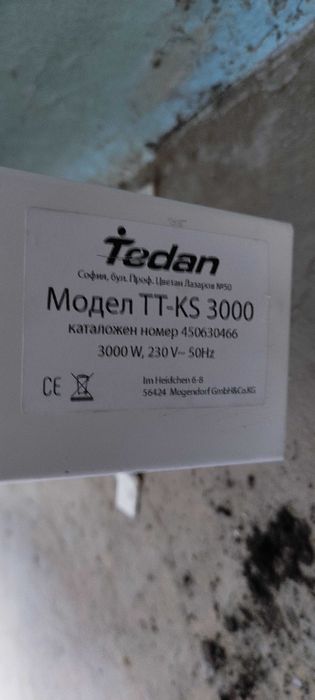 Tedan
София, бул. Проф. Цветан Лазаров №50
Модел TT-KS 3000
каталожен номер 450630466
3000 W, 230 V~ 50Hz
CE
Im Heidchen 6-8
56424 Mogendorf GmbH&Co.KG